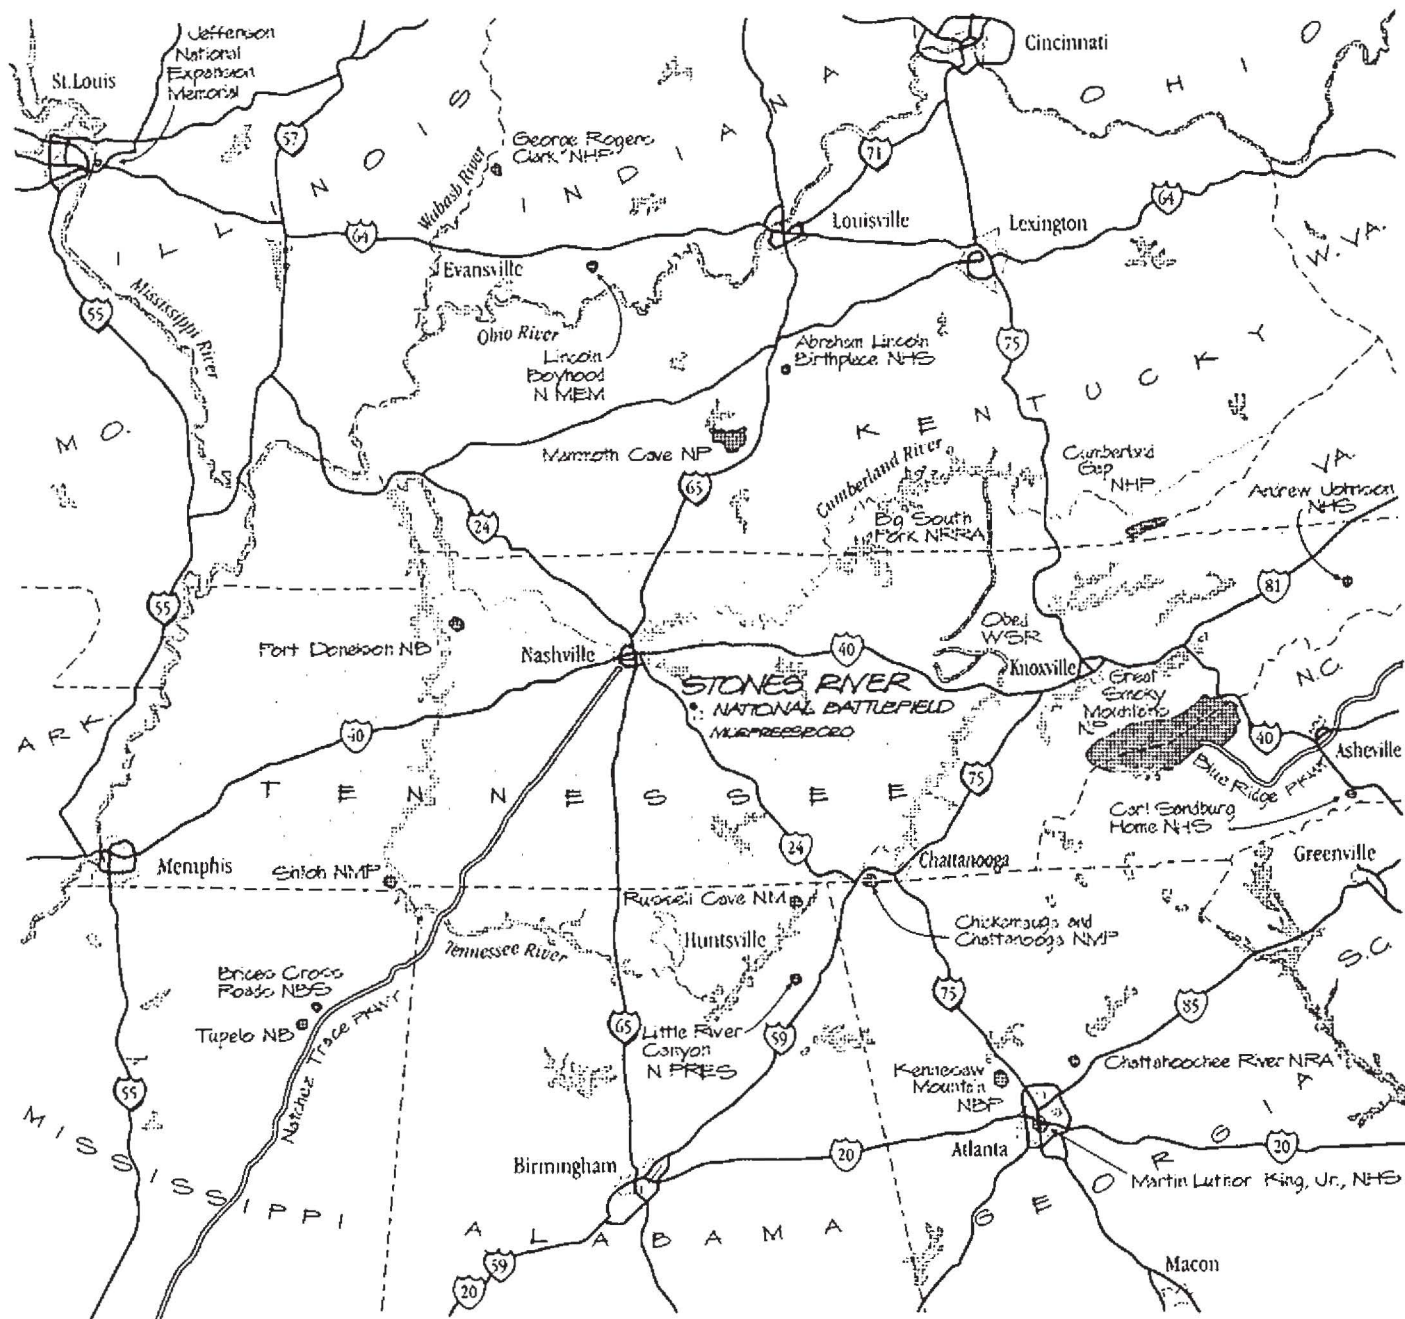 Jefferson
National
Expansion
Memorial
St. Louis
Cincinnati
OHIO
ILLINOIS
INDIANA
57
George Rogers
Clark NHP
Wabash River
71
64
64
Louisville
Lexington
W. VA.
Evansville
Mississippi River
55
Ohio River
Lincoln
Boyhood
N MEM
Abraham Lincoln
Birthplace NHS
75
KENTUCKY
MO.
Mammoth Cave NP
65
Cumberland River
Cumberland
Gap
NHP
VA.
Andrew Johnson
NHS
24
Big South
Fork NRRA
55
81
Fort Donelson NB
Nashville
40
Obed
WSR
Knoxville
STONES RIVER
NATIONAL BATTLEFIELD
MURFREESBORO
Great
Smoky
Mountains
NP
N.C.
ARK
40
40
Asheville
Blue Ridge PKWY
TENNESSEE
75
Carl Sandburg
Home NHS
24
Memphis
Shiloh NMP
Chattanooga
Greenville
Russell Cave NM
Chickamauga and
Chattanooga NMP
Huntsville
Tennessee River
S.C.
Brices Cross
Roads NBS
Tupelo NB
Natchez Trace PKWY
75
85
65
Little River
Canyon
N PRES
59
Kennesaw
Mountain
NBP
Chattahoochee River NRA
55
MISSISSIPPI
Birmingham
20
Atlanta
20
Martin Luther King, Jr., NHS
GEORGIA
ALABAMA
59
20
Macon